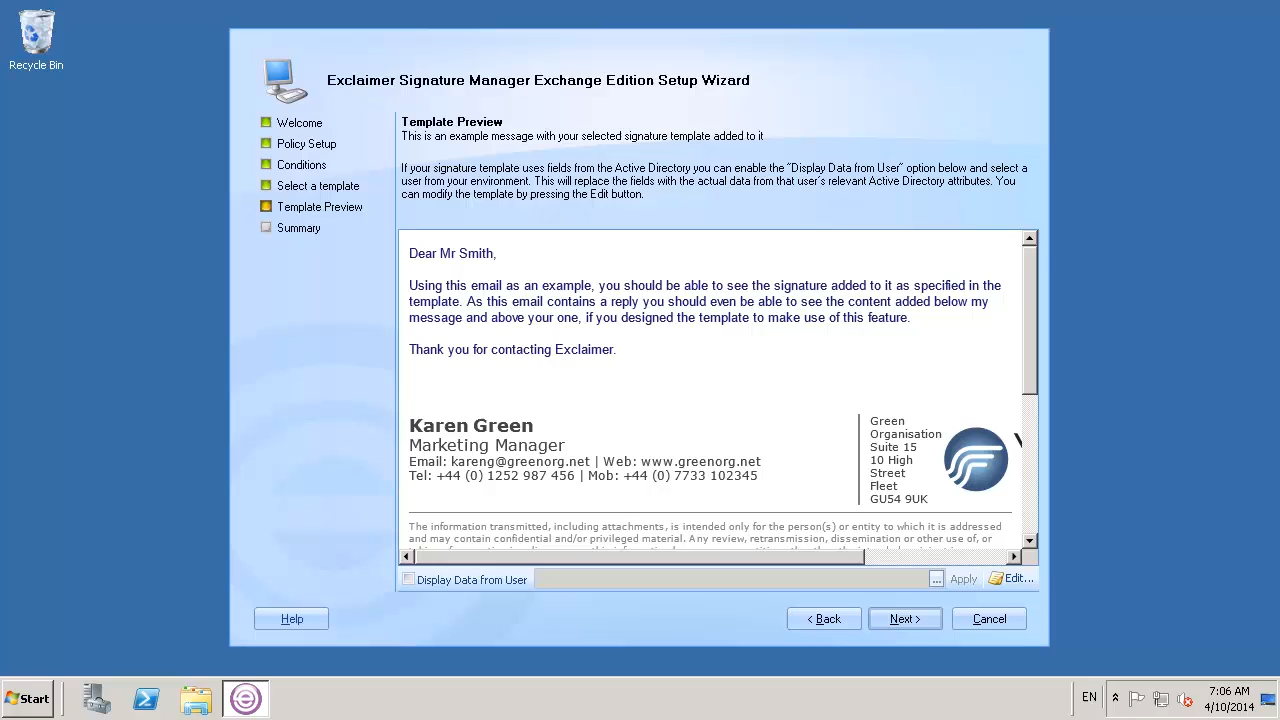 Recycle Bin
Exclaimer Signature Manager Exchange Edition Setup Wizard
Welcome
Policy Setup
Conditions
Select a template
Template Preview
Summary
Template Preview
This is an example message with your selected signature template added to it
If your signature template uses fields from the Active Directory you can enable the "Display Data from User" option below and select a
user from your environment. This will replace the fields with the actual data from that user's relevant Active Directory attributes. You
can modify the template by pressing the Edit button.
Dear Mr Smith,
Using this email as an example, you should be able to see the signature added to it as specified in the
template. As this email contains a reply you should even be able to see the content added below my
message and above your one, if you designed the template to make use of this feature.
Thank you for contacting Exclaimer.
Karen Green
Marketing Manager
Email: kareng@greenorg.net | Web: www.greenorg.net
Tel: +44 (0) 1252 987 456 | Mob: +44 (0) 7733 102345
Green
Organisation
Suite 15
10 High
Street
Fleet
GU54 9UK
The information transmitted, including attachments, is intended only for the person(s) or entity to which it is addressed
and may contain confidential and/or privileged material. Any review, retransmission, dissemination or other use of, or
Display Data from User
...
Apply
Edit...
Help
< Back
Next >
Cancel
Start
EN
7:06 AM
4/10/2014